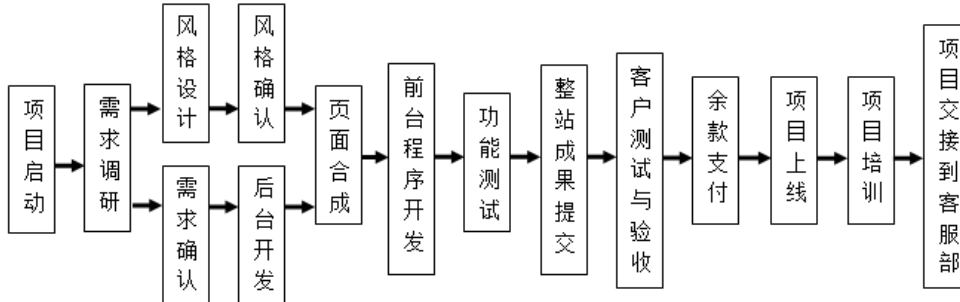 项目启动
需求调研
风格设计
风格确认
需求确认
后台开发
页面合成
前台程序开发
功能测试
整站成果提交
客户测试与验收
余款支付
项目上线
项目培训
项目交接到客服部